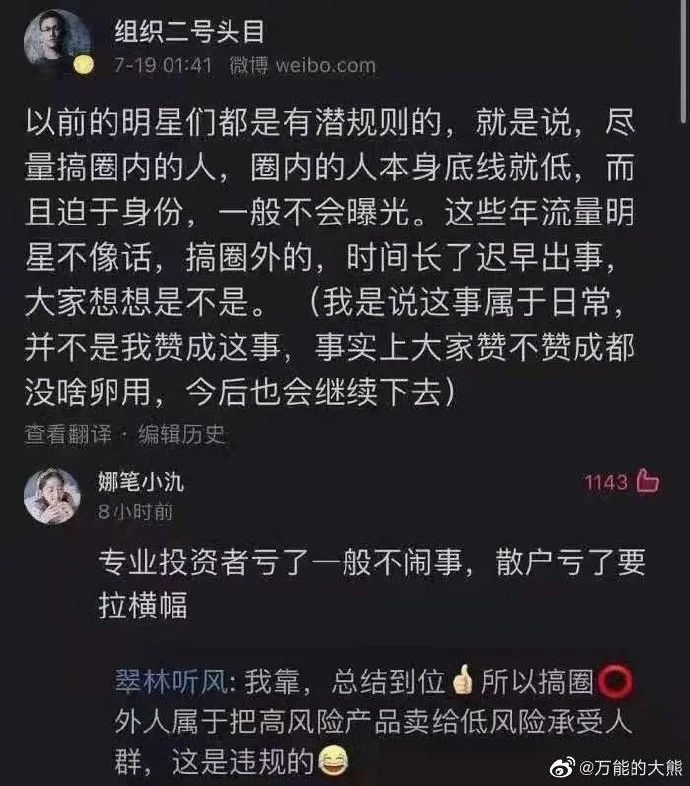 组织二号头目
7-19 01:41 微博 weibo.com
以前的明星们都是有潜规则的，就是说，尽
量搞圈内的人，圈内的人本身底线就低，而
且迫于身份，一般不会曝光。这些年流量明
星不像话，搞圈外的，时间长了迟早出事，
大家想想是不是。（我是说这事属于日常，
并不是我赞成这事，事实上大家赞不赞成都
没啥卵用，今后也会继续下去）
查看翻译 · 编辑历史
娜笔小氿
1143
8小时前
专业投资者亏了一般不闹事，散户亏了要
拉横幅
翠林听风: 我靠，总结到位👍所以搞圈⭕
外人属于把高风险产品卖给低风险承受人
群，这是违规的😂
@万能的大熊